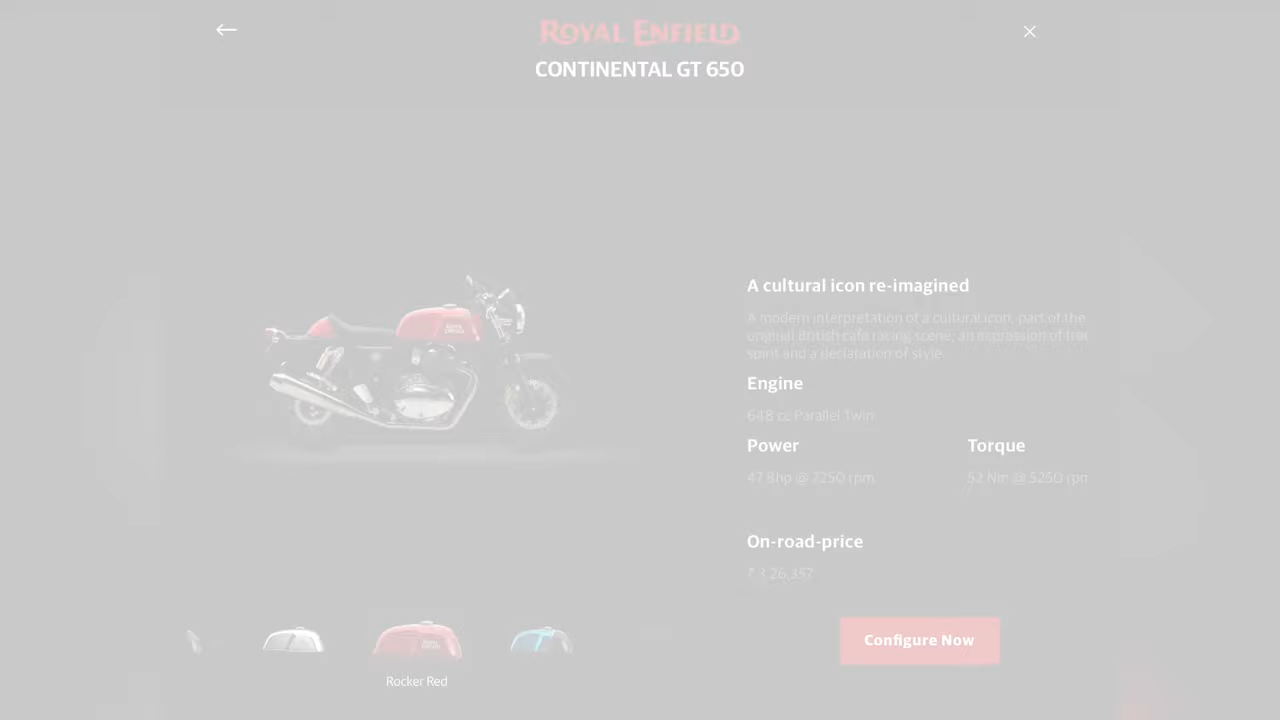 ROYAL ENFIELD
CONTINENTAL GT 650
A cultural icon re-imagined
A modern interpretation of a cultural icon, part of the
original British cafe racing scene, an expression of
spirit and a declaration of style.
Engine
648 cc Parallel Twin
Power
Torque
47 Bhp @ 7250 rpm
52 Nm @ 5250
On-road-price
₹ 3,26,357
Configure Now
Rocker Red